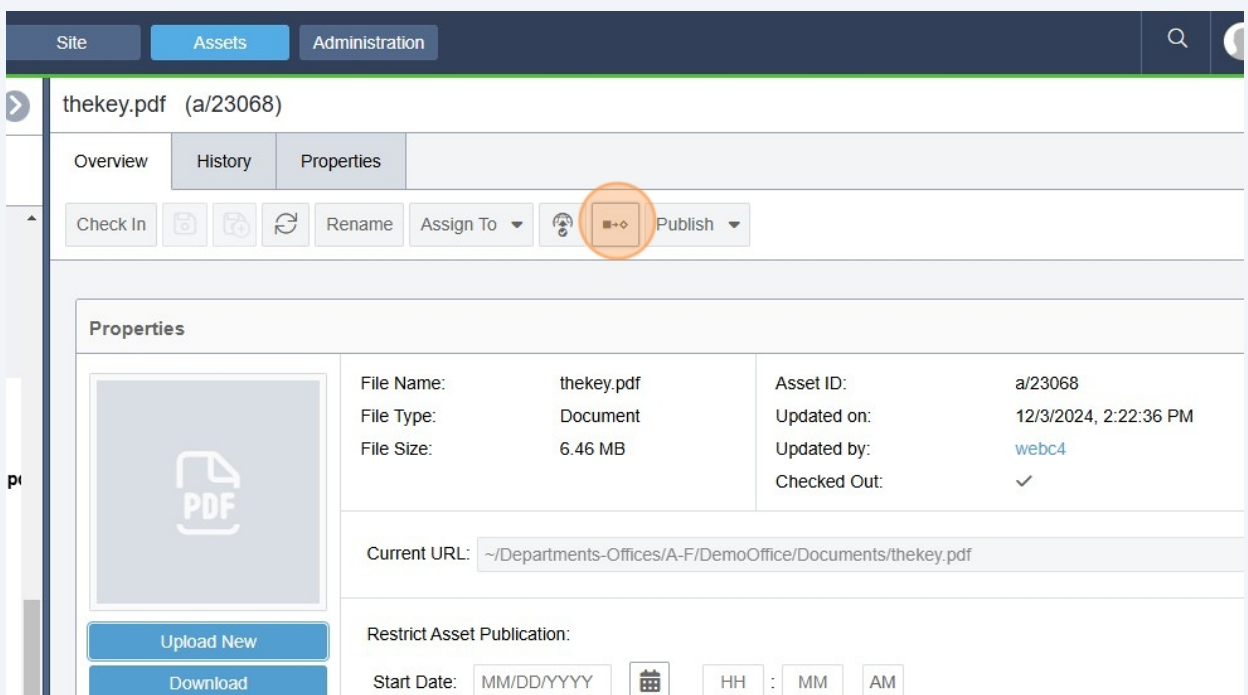 Site Assets Administration
thekey.pdf (a/23068)
Overview History Properties
Check In Rename Assign To Publish
Properties
File Name: thekey.pdf Asset ID: a/23068
File Type: Document Updated on: 12/3/2024, 2:22:36 PM
File Size: 6.46 MB Updated by: webc4
Checked Out:
PDF
Current URL: ~/Departments-Offices/A-F/DemoOffice/Documents/thekey.pdf
Upload New
Restrict Asset Publication:
Download
Start Date: MM/DD/YYYY HH : MM AM